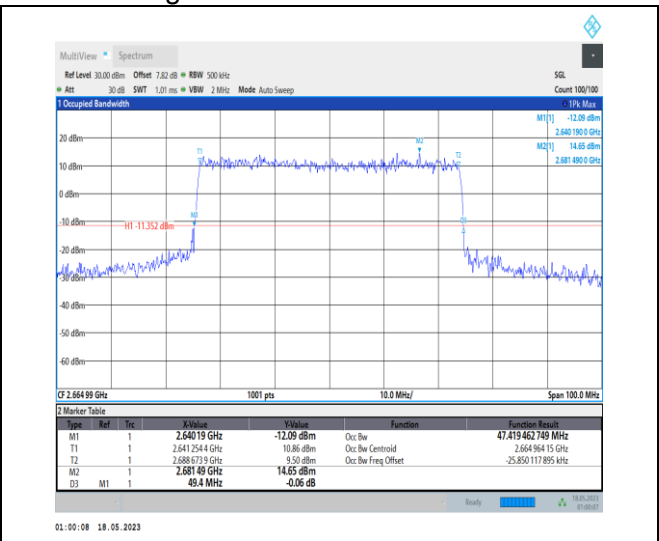 MultiView Spectrum
Ref Level 30.00 dBm Offset 7.82 dB RBW 500 kHz SGL
Att 30 dB SWT 1.01 ms VBW 2 MHz Mode Auto Sweep Count 100/100
1 Occupied Bandwidth 1Pk Max
M1[1] -12.09 dBm
2.640 190 0 GHz
M2[1] 14.65 dBm
2.681 490 0 GHz
20 dBm
M2
T1
T2
10 dBm
0 dBm
M1
-10 dBm
H1 -11.352 dBm
-20 dBm
-30 dBm
-40 dBm
-50 dBm
-60 dBm
CF 2.664 99 GHz 1001 pts 10.0 MHz/ Span 100.0 MHz
2 Marker Table
Type Ref Trc X-Value Y-Value Function Function Result
M1 1 2.640 19 GHz -12.09 dBm Occ Bw 47.419 462 749 MHz
T1 1 2.641 254 4 GHz 10.86 dBm Occ Bw Centroid 2.664 964 15 GHz
T2 1 2.688 673 9 GHz 9.50 dBm Occ Bw Freq Offset -25.850 117 895 kHz
M2 1 2.681 49 GHz 14.65 dBm
D3 M1 1 49.4 MHz -0.06 dB
Ready 18.05.2023
01:00:07
01:00:08 18.05.2023